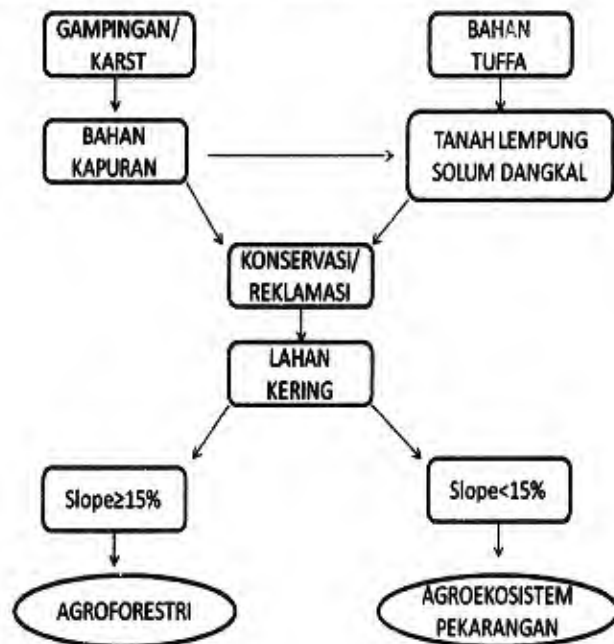 GAMPINGAN/
KARST
BAHAN
TUFFA
BAHAN
KAPURAN
TANAH LEMPUNG
SOLUM DANGKAL
KONSERVASI/
REKLAMASI
LAHAN
KERING
Slope≥15%
Slope<15%
AGROFORESTRI
AGROEKOSISTEM
PEKARANGAN